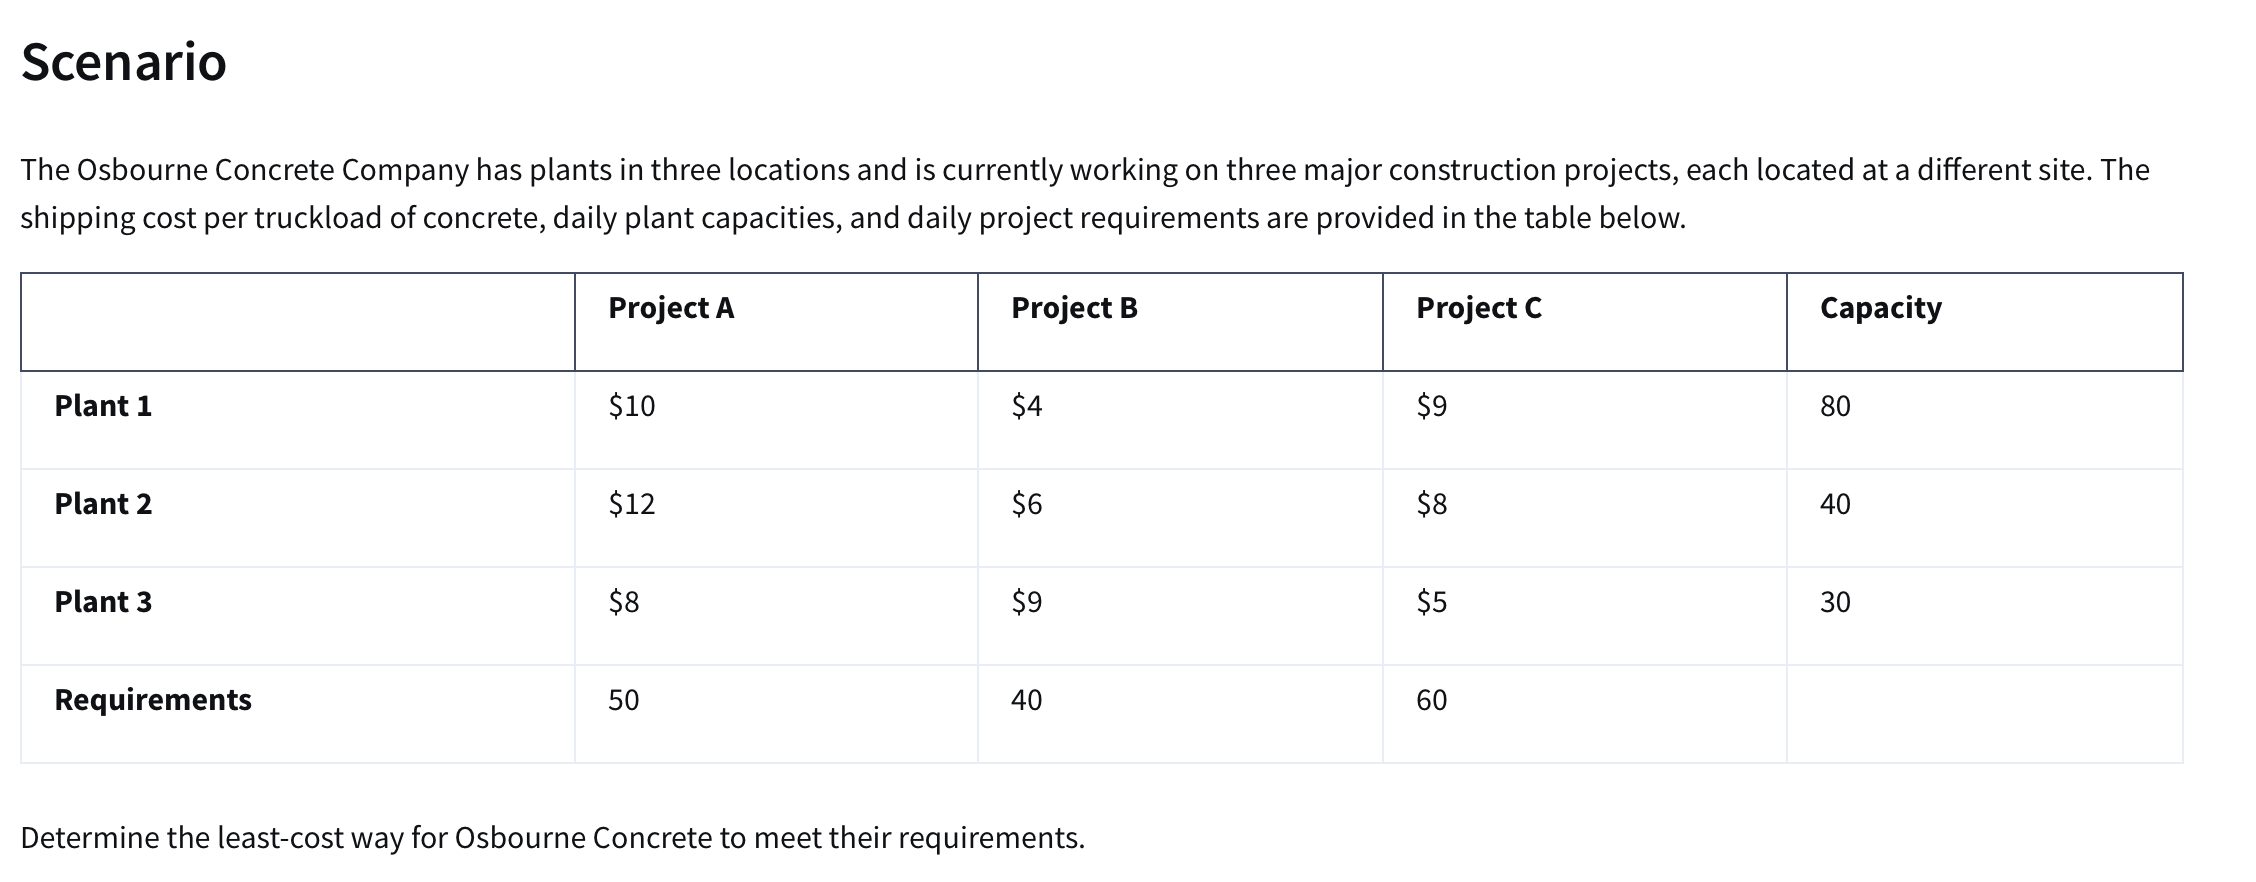 Scenario
The Osbourne Concrete Company has plants in three locations and is currently working on three major construction projects, each located at a different site. The
shipping cost per truckload of concrete, daily plant capacities, and daily project requirements are provided in the table below.
Project A Project B Project C Capacity
Plant 1 $10 $4 $9 80
Plant 2 $12 $6 $8 40
Plant 3 $8 $9 $5 30
Requirements 50 40 60
Determine the least-cost way for Osbourne Concrete to meet their requirements.